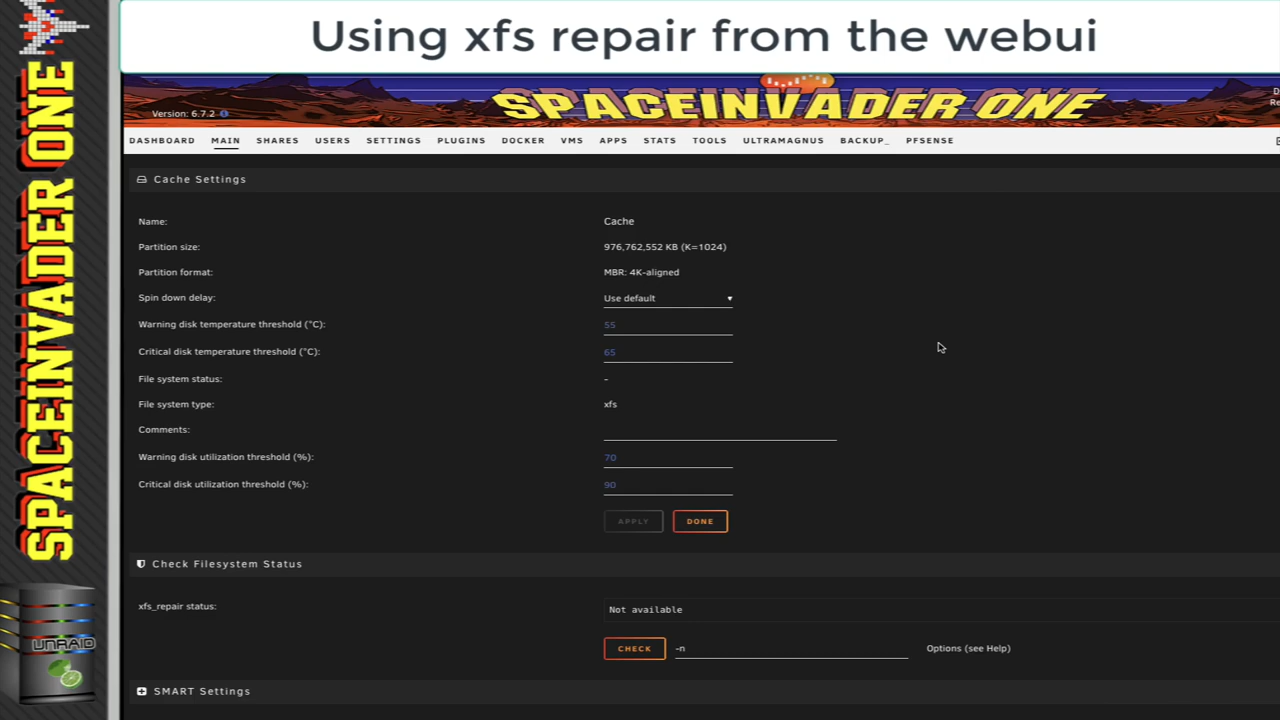 Using xfs repair from the webui
SPACEINVADER ONE
Version: 6.7.2
SPACEINVADER ONE
DASHBOARD MAIN SHARES USERS SETTINGS PLUGINS DOCKER VMS APPS STATS TOOLS ULTRAMAGNUS BACKUP_ PFSENSE
Cache Settings
Name: Cache
Partition size: 976,762,552 KB (K=1024)
Partition format: MBR: 4K-aligned
Spin down delay: Use default
Warning disk temperature threshold (°C): 55
Critical disk temperature threshold (°C): 65
File system status: -
File system type: xfs
Comments:
Warning disk utilization threshold (%): 70
Critical disk utilization threshold (%): 90
APPLY DONE
Check Filesystem Status
xfs_repair status: Not available
CHECK -n Options (see Help)
SMART Settings
UNRAID